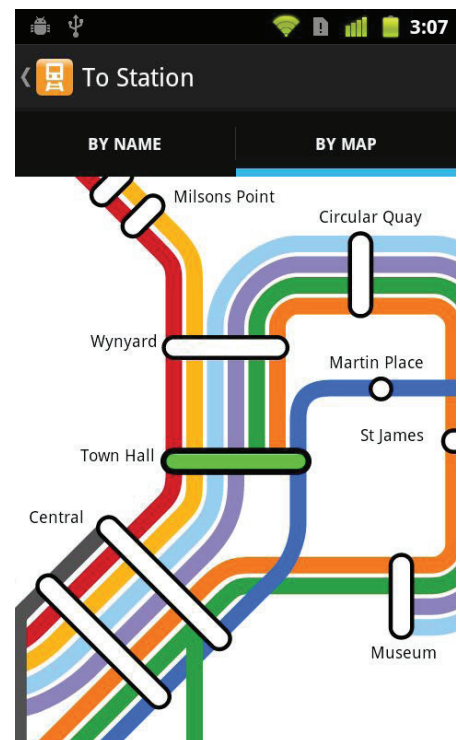 3:07
To Station
BY NAME
BY MAP
Milsons Point
Circular Quay
Wynyard
Martin Place
St James
Town Hall
Central
Museum